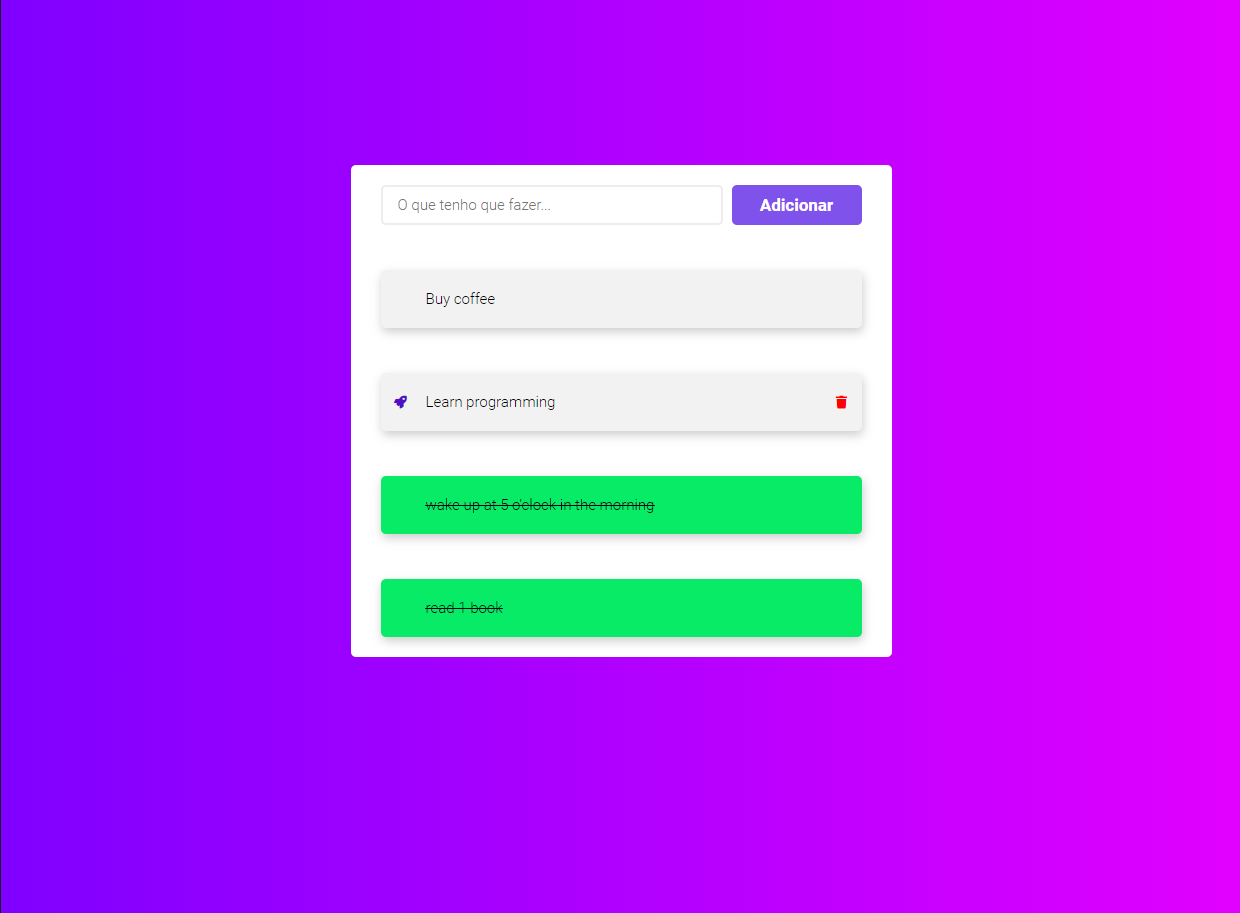 O que tenho que fazer...
Adicionar
Buy coffee
Learn programming
wake up at 5 o'clock in the morning
read 1 book